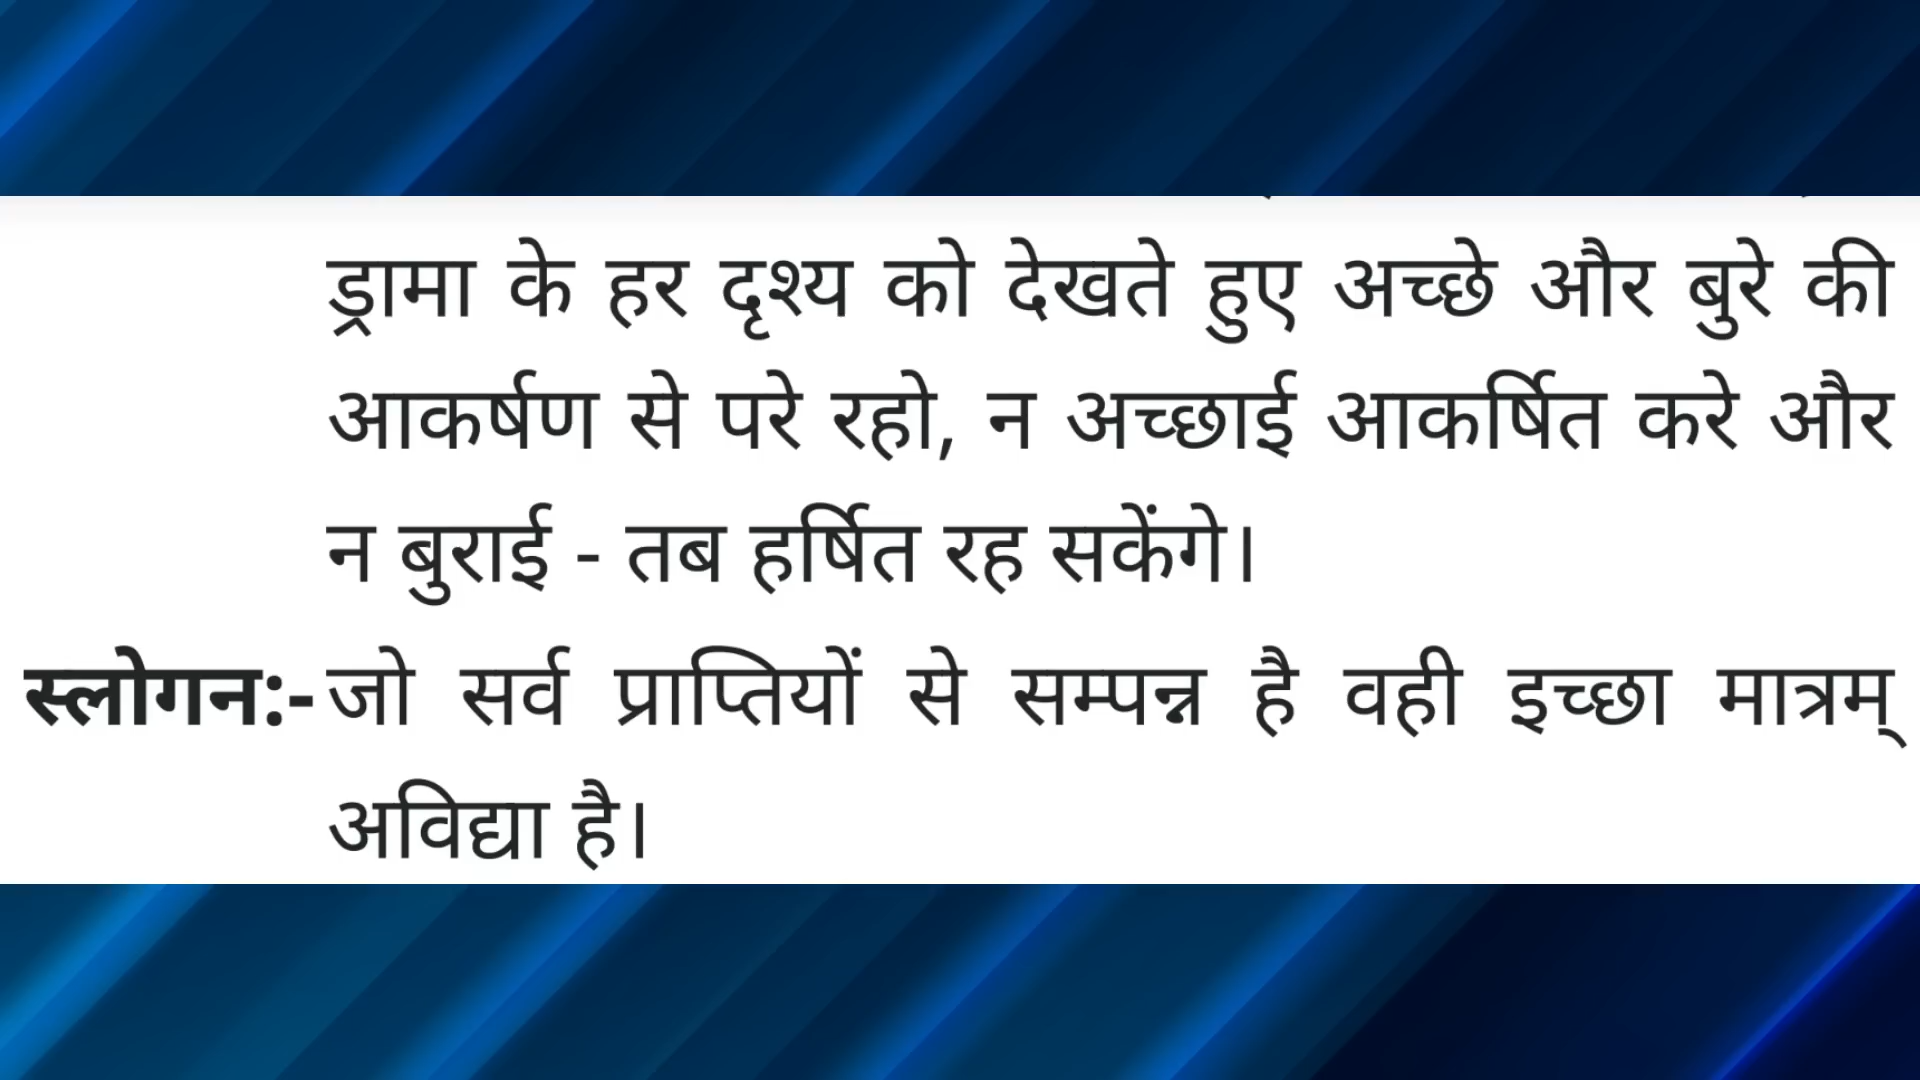 ड्रामा के हर दृश्य को देखते हुए अच्छे और बुरे की
आकर्षण से परे रहो, न अच्छाई आकर्षित करे और
न बुराई - तब हर्षित रह सकेंगे।
स्लोगन:- जो सर्व प्राप्तियों से सम्पन्न है वही इच्छा मात्रम्
अविद्या है।